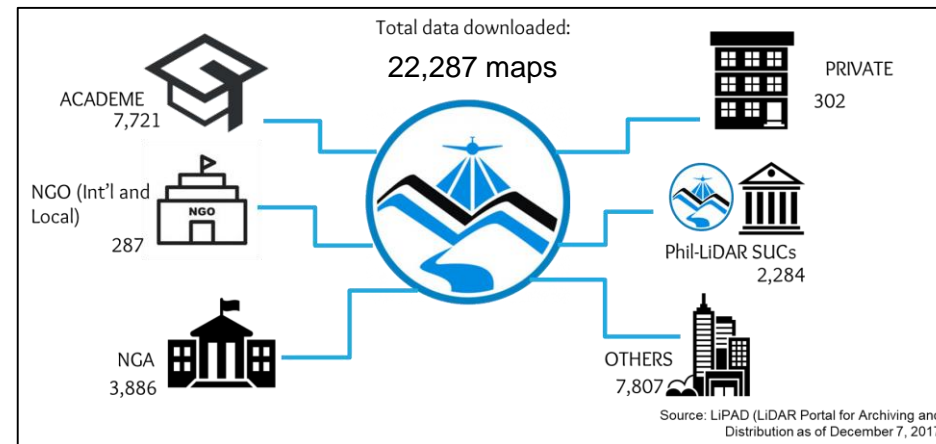 Total data downloaded:
22,287 maps
ACADEME
7,721
NGO (Int'l and
Local)
287
NGO
NGA
3,886
PRIVATE
302
Phil-LiDAR SUCs
2,284
OTHERS
7,807
Source: LiPAD (LiDAR Portal for Archiving and
Distribution as of December 7, 2017